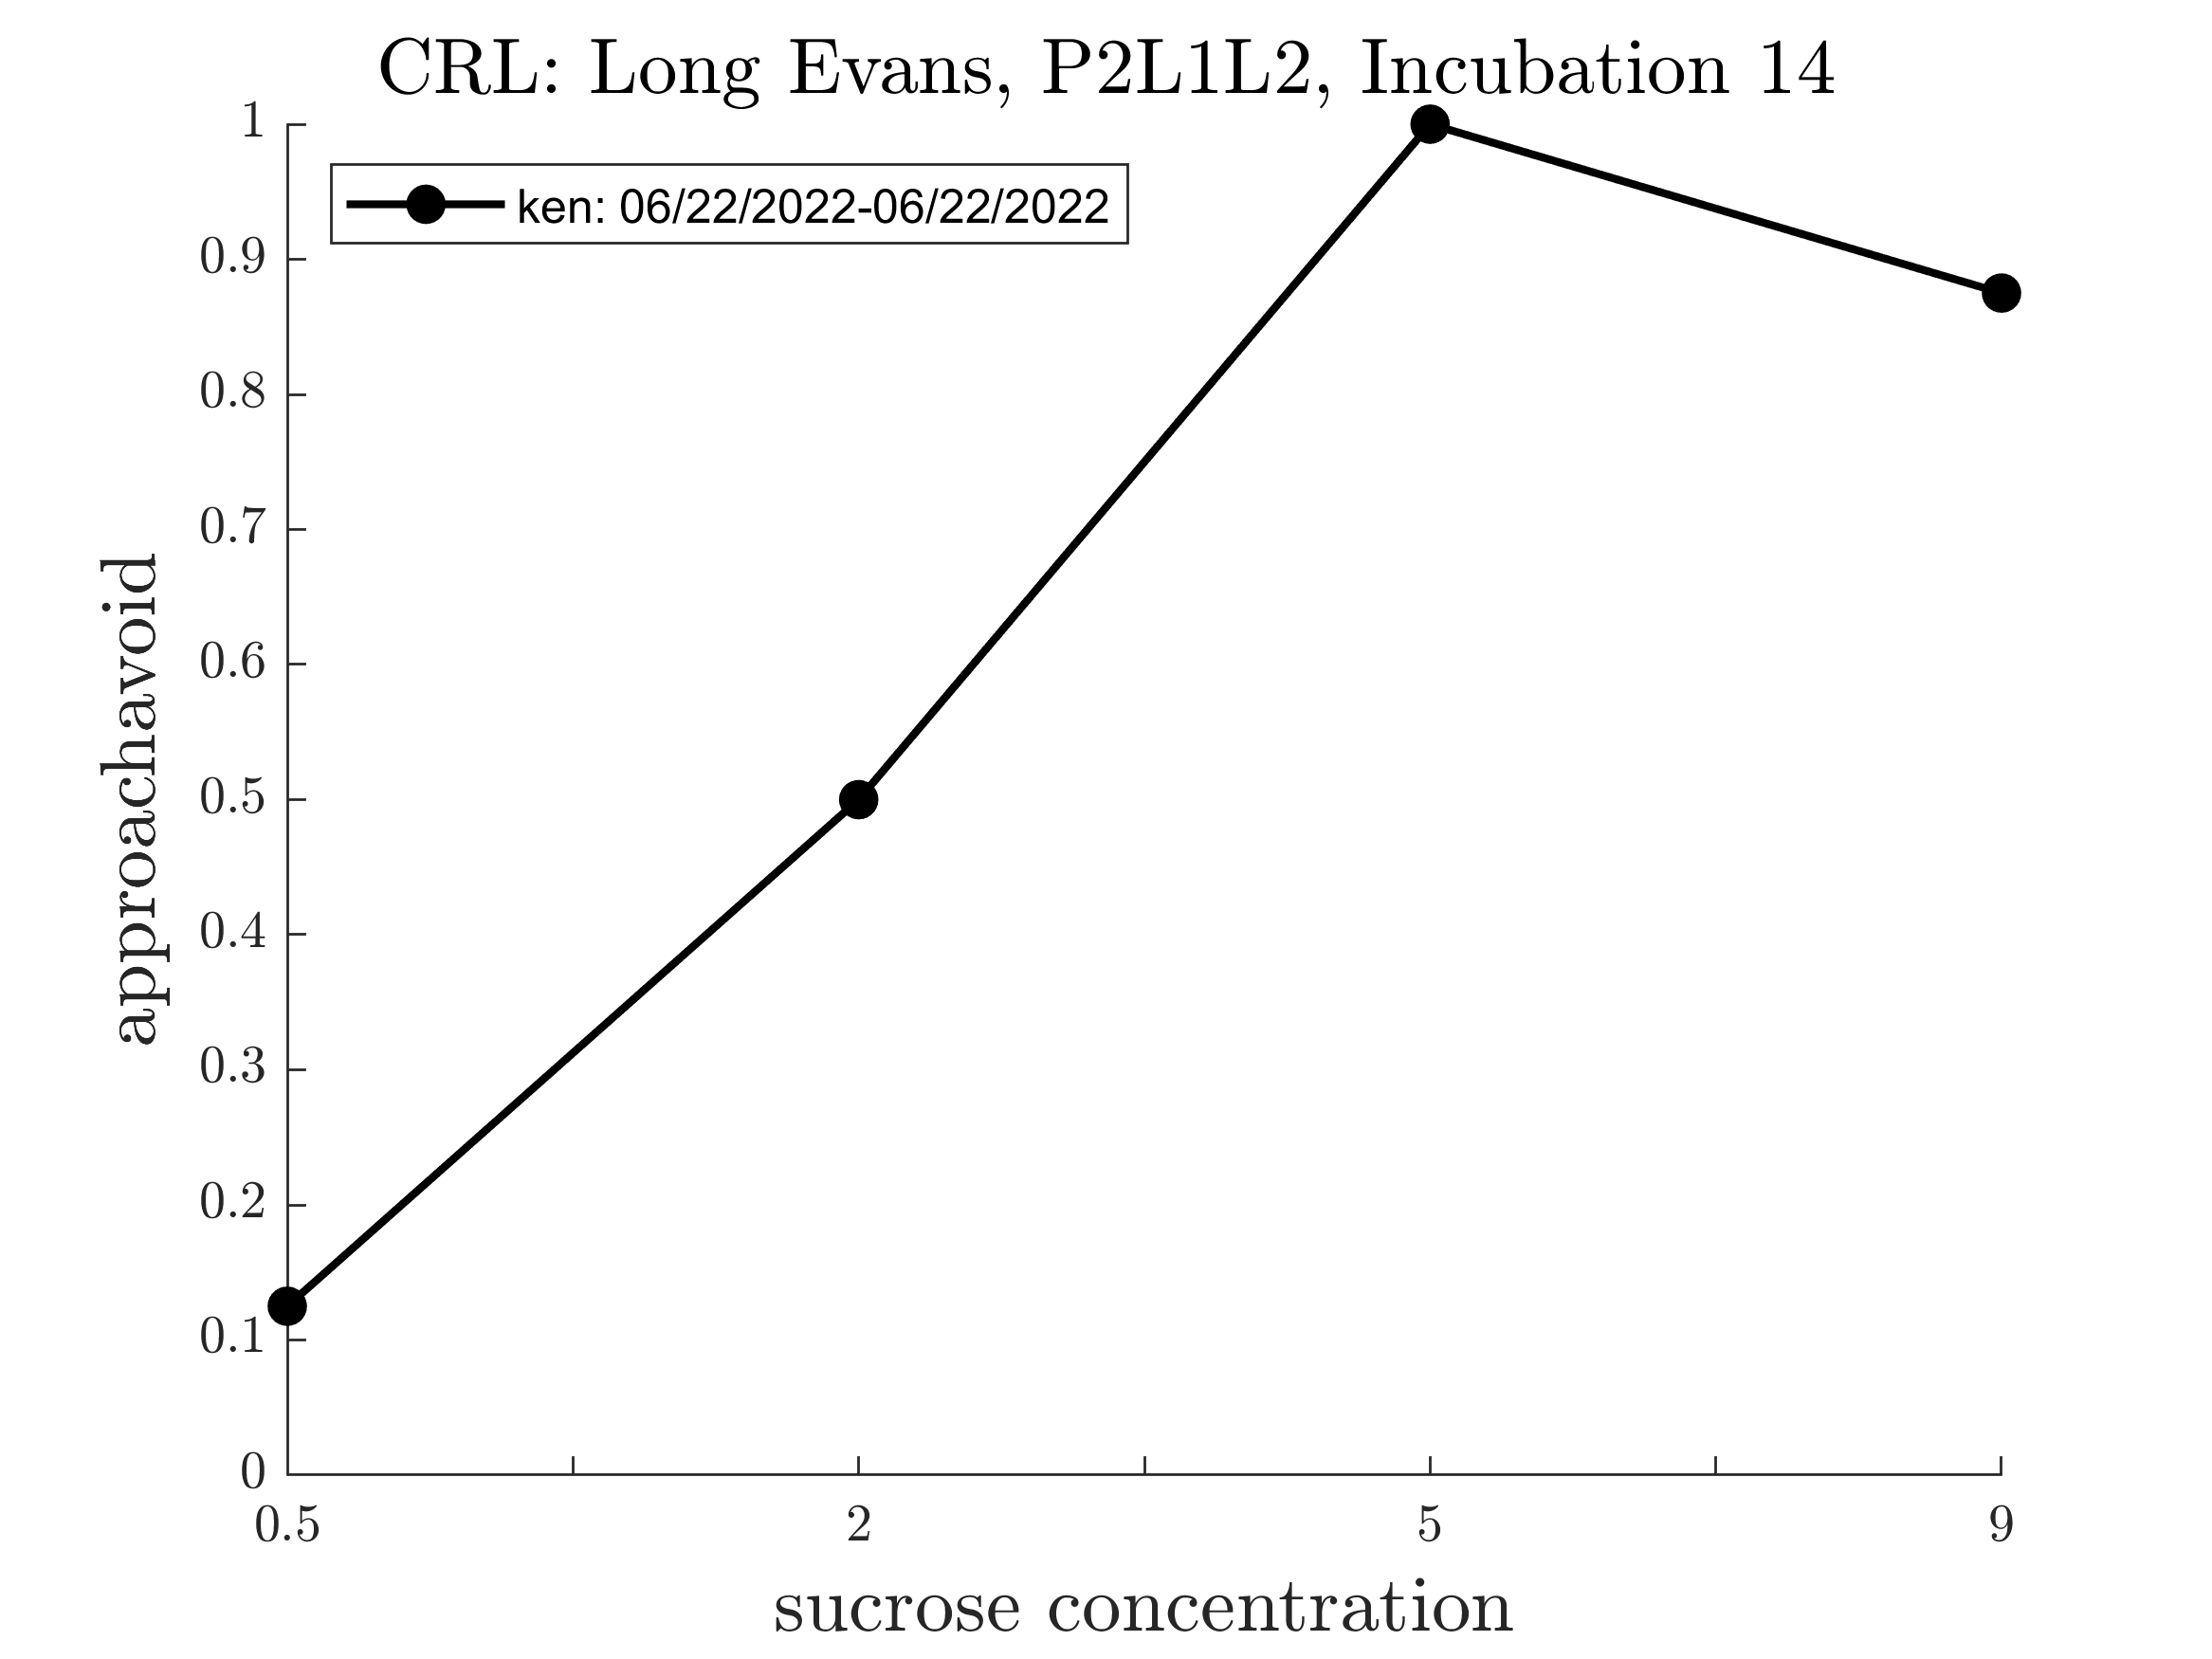 CRL: Long Evans, P2L1L2, Incubation 14
ken: 06/22/2022-06/22/2022
1
0.9
0.8
0.7
0.6
0.5
0.4
0.3
0.2
0.1
0
approachavoid
0.5 2 5 9
sucrose concentration